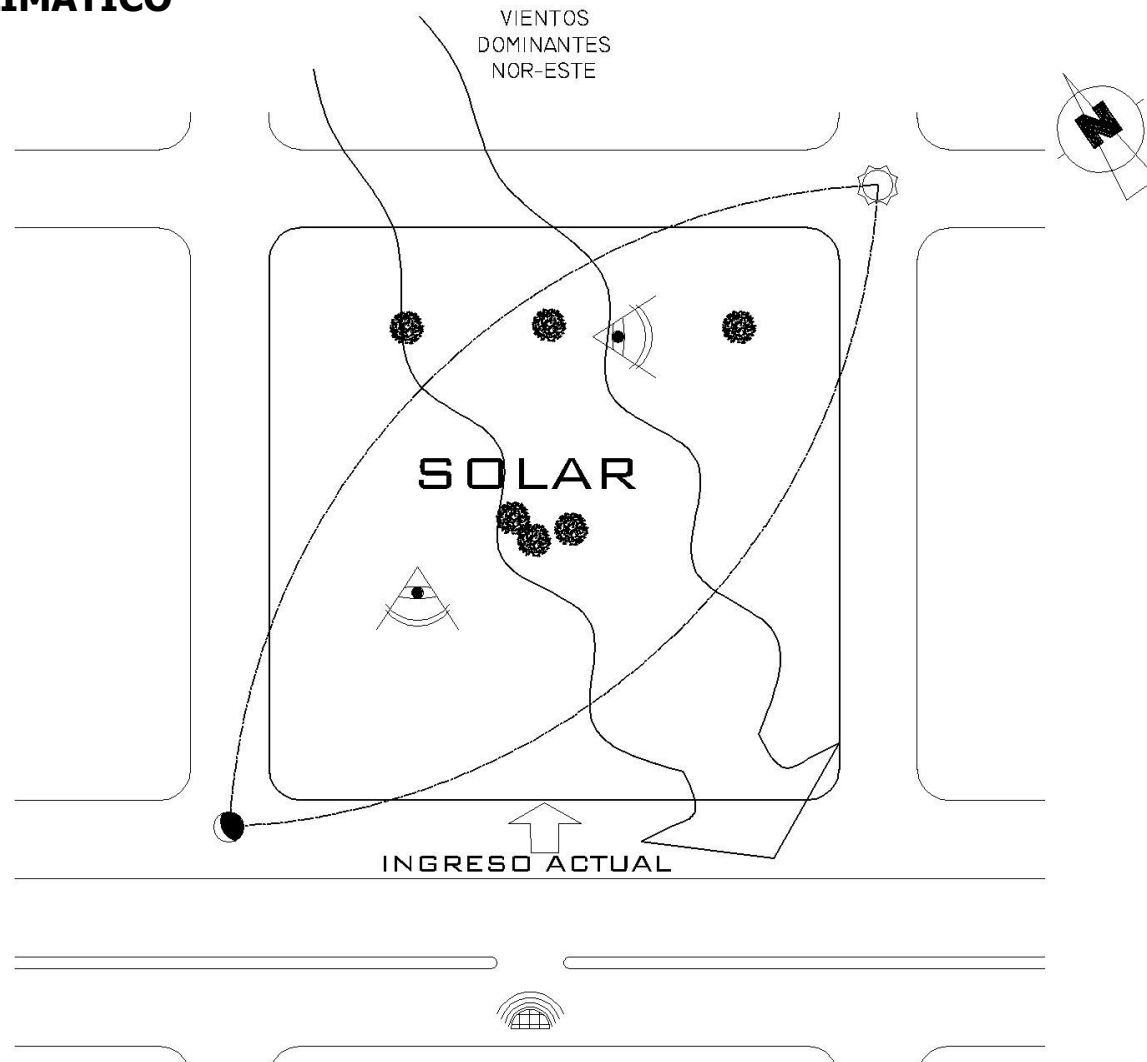 IMATICO
VIENTOS
DOMINANTES
NOR-ESTE
N
SOLAR
INGRESO ACTUAL